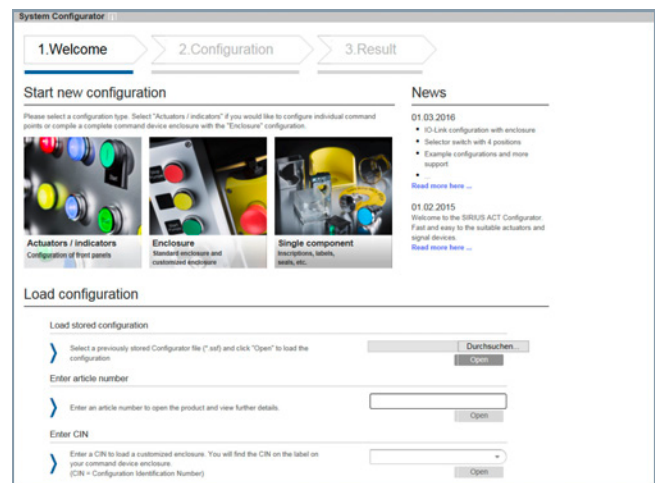 System Configurator
1.Welcome
2.Configuration
3.Result
Start new configuration
Please select a configuration type. Select "Actuators / indicators" if you would like to configure individual command
points or compile a complete command device enclosure with the "Enclosure" configuration.
Actuators / indicators
Configuration of front panels
Enclosure
Standard enclosure and
customized enclosure
Single component
Inscriptions, labels,
seals, etc.
News
01.03.2016
IO-Link configuration with enclosure
Selector switch with 4 positions
Example configurations and more
support
...
Read more here ...
01.02.2015
Welcome to the SIRIUS ACT Configurator.
Fast and easy to the suitable actuators and
signal devices.
Read more here ...
Load configuration
Load stored configuration
Select a previously stored Configurator file (*.ssf) and click "Open" to load the
configuration
Durchsuchen...
Open
Enter article number
Enter an article number to open the product and view further details.
Open
Enter CIN
Enter a CIN to load a customized enclosure. You will find the CIN on the label on
your command device enclosure.
(CIN = Configuration Identification Number)
Open